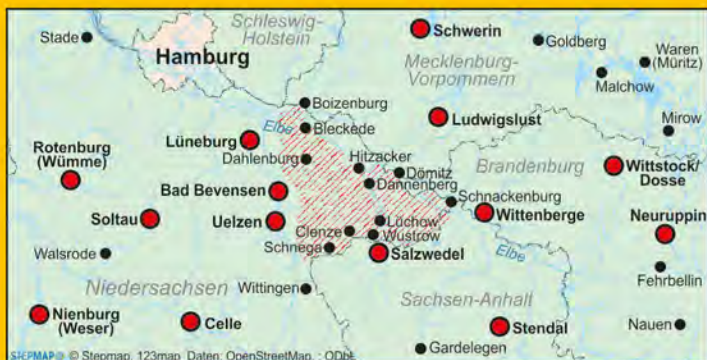 Schleswig-
Holstein
Stade
Hamburg
Schwerin
Goldberg
Waren
(Müritz)
Mecklenburg-
Vorpommern
Malchow
Boizenburg
Elbe
Bleckede
Ludwigslust
Mirow
Lüneburg
Rotenburg
(Wümme)
Dahlenburg
Hitzacker
Dömitz
Brandenburg
Wittstock/
Dosse
Bad Bevensen
Dannenberg
Schnackenburg
Soltau
Uelzen
Lüchow
Wittenberge
Neuruppin
Clenze
Wustrow
Walsrode
Schnega
Salzwedel
Elbe
Fehrbellin
Niedersachsen
Wittingen
Sachsen-Anhalt
Nienburg
(Weser)
Celle
Stendal
Nauen
Gardelegen
STEPMAP © Stepmap, 123map, Daten: OpenStreetMap, : ODbL